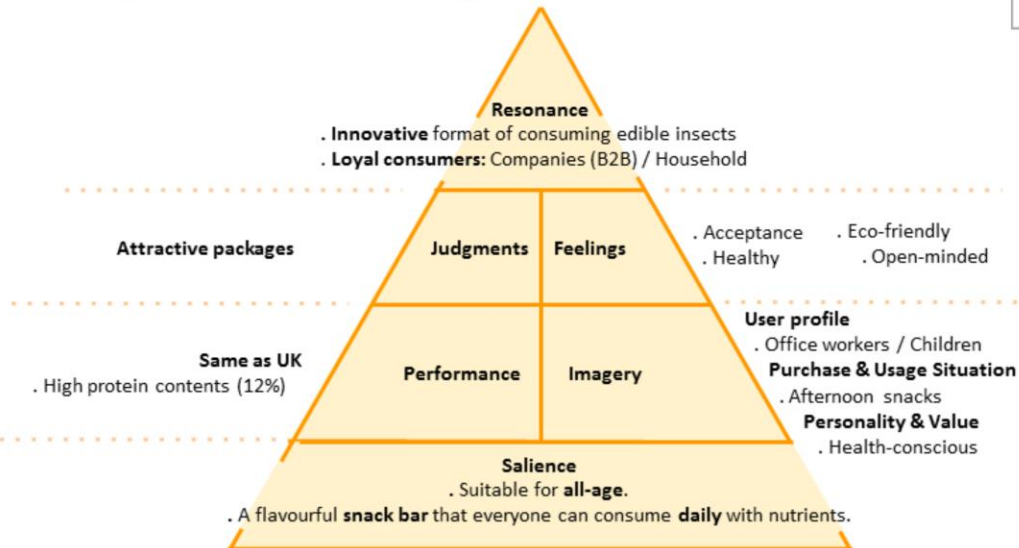 Resonance
. Innovative format of consuming edible insects
. Loyal consumers: Companies (B2B) / Household
Attractive packages
Judgments
Feelings
. Acceptance
. Eco-friendly
. Healthy
. Open-minded
Same as UK
. High protein contents (12%)
Performance
Imagery
User profile
. Office workers / Children
Purchase & Usage Situation
. Afternoon snacks
Personality & Value
. Health-conscious
Salience
. Suitable for all-age.
. A flavourful snack bar that everyone can consume daily with nutrients.